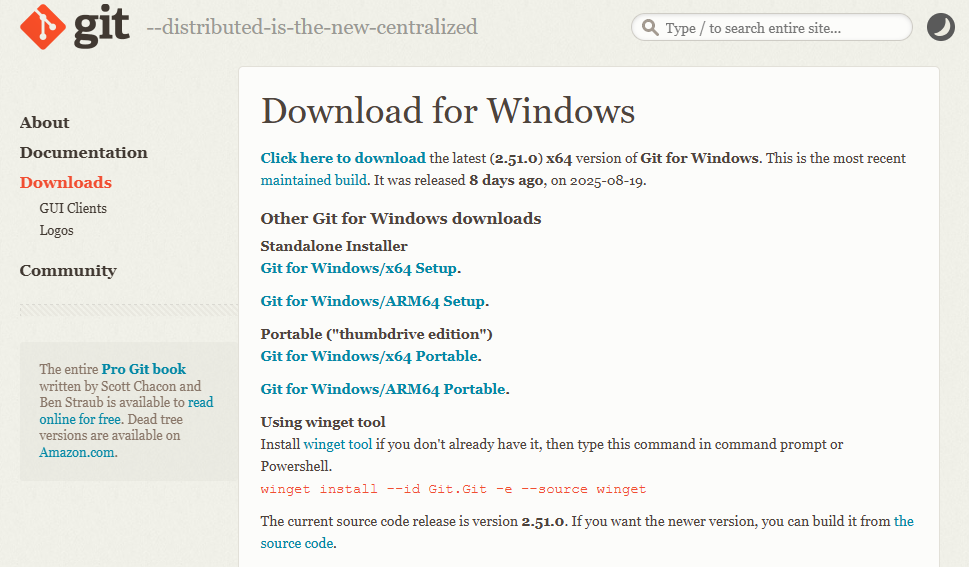 git --distributed-is-the-new-centralized
Type / to search entire site...
About
Documentation
Downloads
GUI Clients
Logos
Community
The entire Pro Git book
written by Scott Chacon and
Ben Straub is available to read
online for free. Dead tree
versions are available on
Amazon.com.
Download for Windows
Click here to download the latest (2.51.0) x64 version of Git for Windows. This is the most recent
maintained build. It was released 8 days ago, on 2025-08-19.
Other Git for Windows downloads
Standalone Installer
Git for Windows/x64 Setup.
Git for Windows/ARM64 Setup.
Portable ("thumbdrive edition")
Git for Windows/x64 Portable.
Git for Windows/ARM64 Portable.
Using winget tool
Install winget tool if you don't already have it, then type this command in command prompt or
Powershell.
winget install --id Git.Git -e --source winget
The current source code release is version 2.51.0. If you want the newer version, you can build it from the
source code.